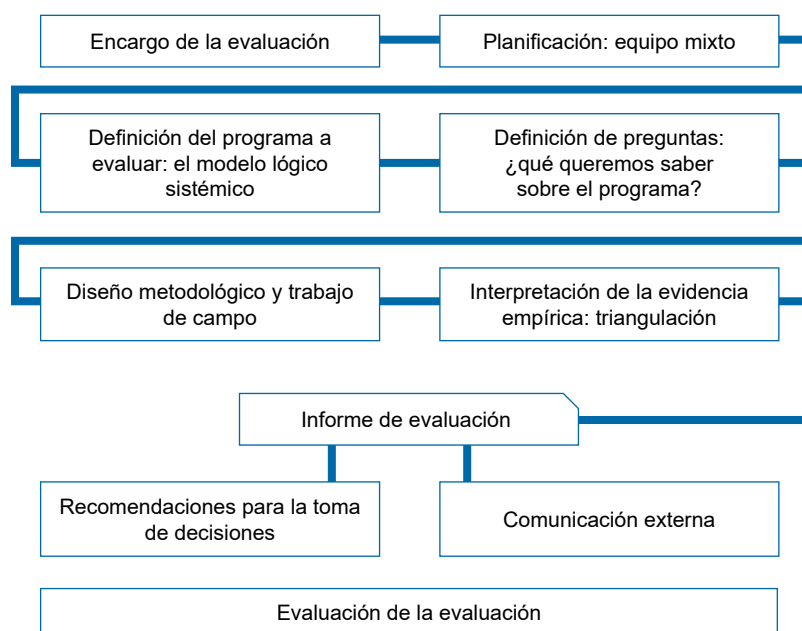 Encargo de la evaluación
Planificación: equipo mixto
Definición del programa a
evaluar: el modelo lógico
sistémico
Definición de preguntas:
¿qué queremos saber
sobre el programa?
Diseño metodológico y trabajo
de campo
Interpretación de la evidencia
empírica: triangulación
Informe de evaluación
Recomendaciones para la toma
de decisiones
Comunicación externa
Evaluación de la evaluación